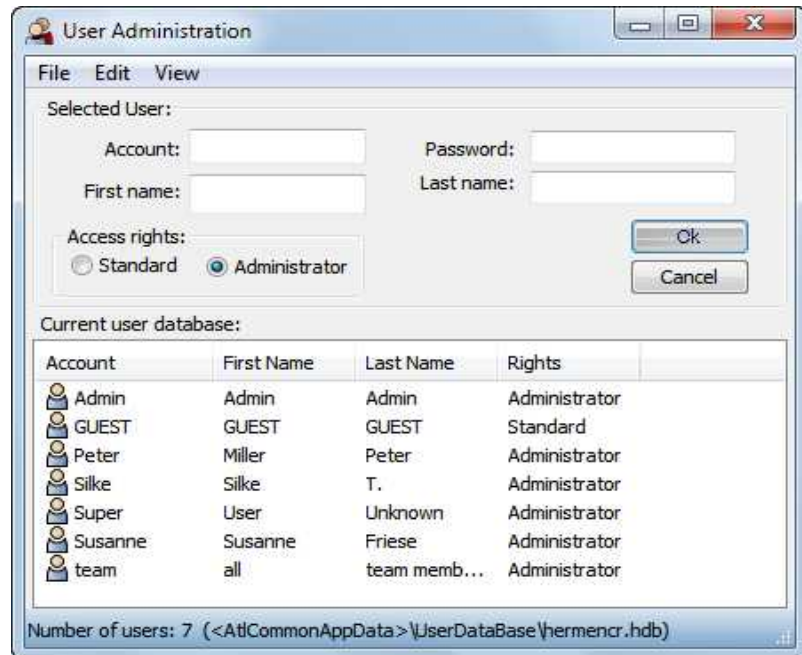 User Administration
File Edit View
Selected User:
Account: Password:
First name: Last name:
Access rights:
Standard Administrator
Ok
Cancel
Current user database:
Account First Name Last Name Rights
Admin Admin Admin Administrator
GUEST GUEST GUEST Standard
Peter Miller Peter Administrator
Silke Silke T. Administrator
Super User Unknown Administrator
Susanne Susanne Friese Administrator
team all team memb... Administrator
Number of users: 7 (<AtlCommonAppData>\UserDataBase\hermencr.hdb)